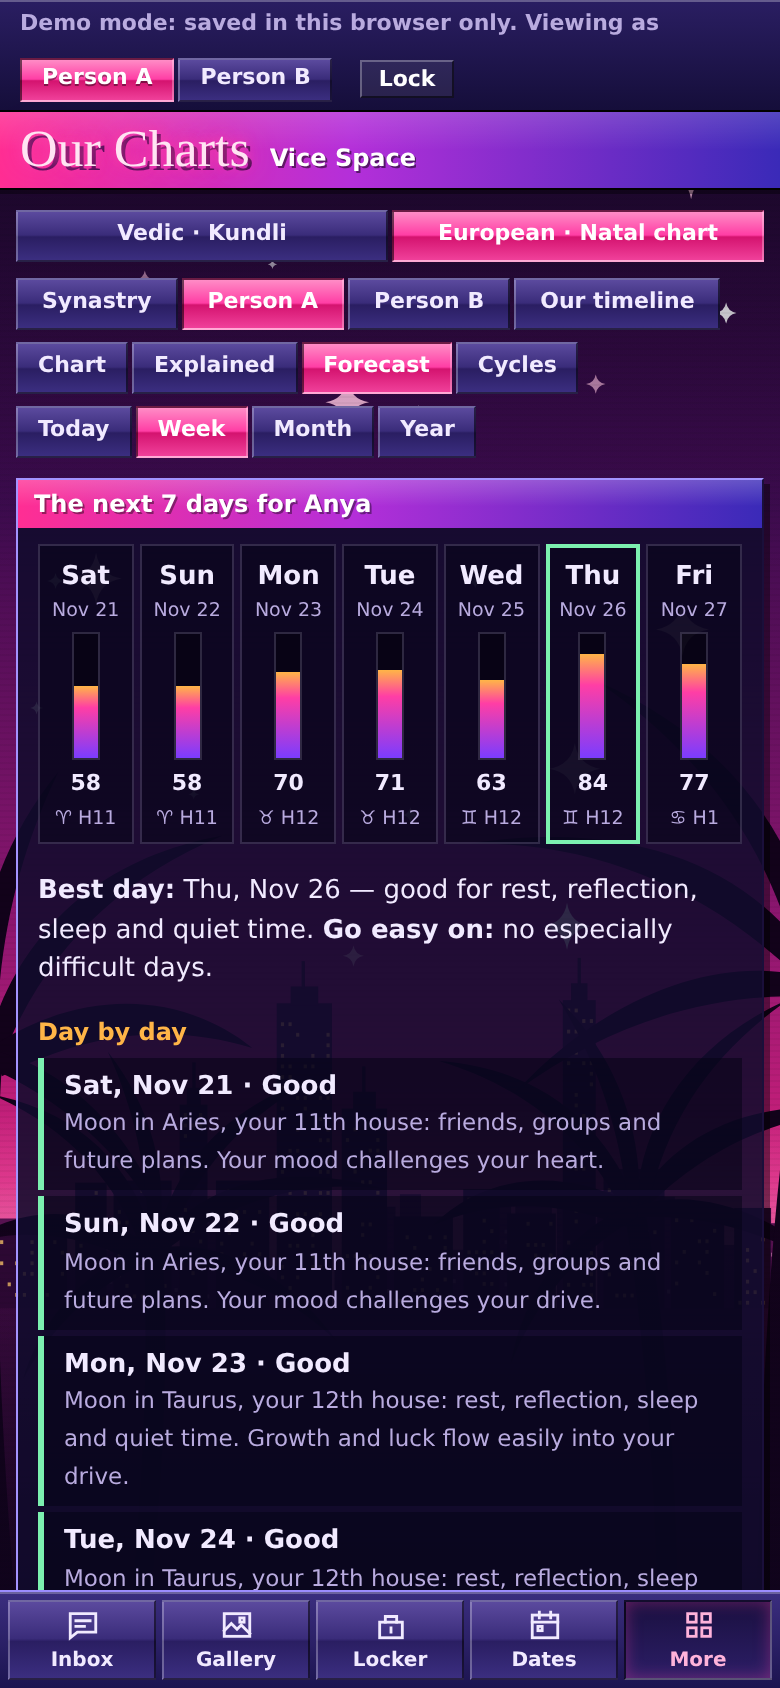 Demo mode: saved in this browser only. Viewing as
Person A Person B Lock
Our Charts Vice Space
Vedic · Kundli European · Natal chart
Synastry Person A Person B Our timeline
Chart Explained Forecast Cycles
Today Week Month Year
The next 7 days for Anya
Sat Sun Mon Tue Wed Thu Fri
Nov 21 Nov 22 Nov 23 Nov 24 Nov 25 Nov 26 Nov 27
58 58 70 71 63 84 77
♈ H11 ♈ H11 ♉ H12 ♉ H12 ♊ H12 ♊ H12 ♋ H1
Best day: Thu, Nov 26 — good for rest, reflection,
sleep and quiet time. Go easy on: no especially
difficult days.
Day by day
Sat, Nov 21 · Good
Moon in Aries, your 11th house: friends, groups and
future plans. Your mood challenges your heart.
Sun, Nov 22 · Good
Moon in Aries, your 11th house: friends, groups and
future plans. Your mood challenges your drive.
Mon, Nov 23 · Good
Moon in Taurus, your 12th house: rest, reflection, sleep
and quiet time. Growth and luck flow easily into your
drive.
Tue, Nov 24 · Good
Moon in Taurus, your 12th house: rest, reflection, sleep
Inbox Gallery Locker Dates More